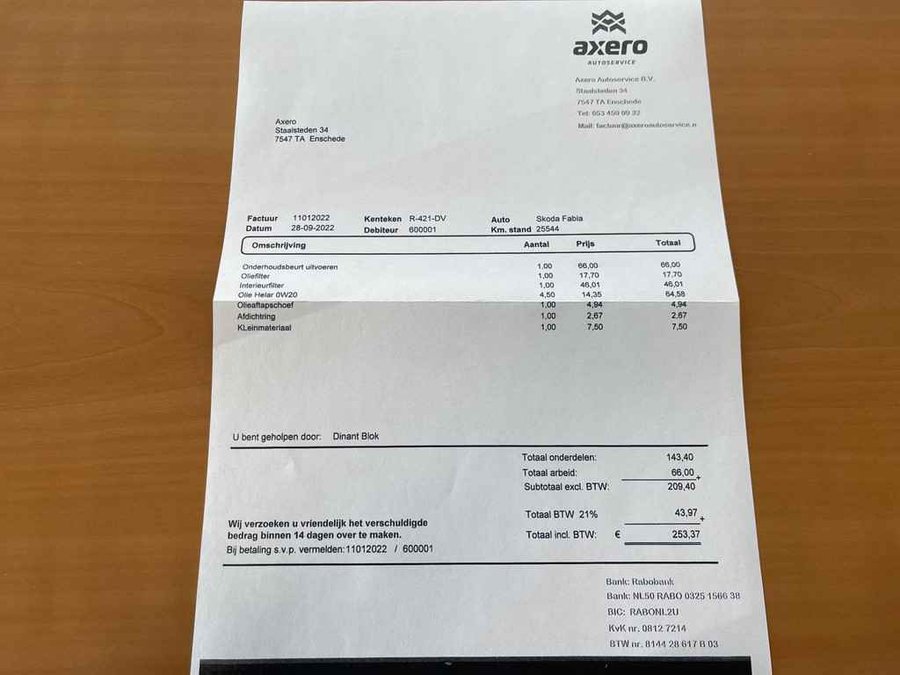 axero
AUTOSERVICE
Axero Autoservice B.V.
Staalsteden 34
7547 TA Enschede
Tel: 053 450 09 33
Mail: factuur@axeroautoservice.n
Axero
Staalsteden 34
7547 TA Enschede
Factuur 11012022 Kenteken R-421-DV Auto Skoda Fabia
Datum 28-09-2022 Debiteur 600001 Km. stand 25544
Omschrijving Aantal Prijs Totaal
Onderhoudsbeurt uitvoeren 1,00 66,00 66,00
Oliefilter 1,00 17,70 17,70
Interieurfilter 1,00 46,01 46,01
Olie Helar 0W20 4,50 14,35 64,58
Olieaftapschoef 1,00 4,94 4,94
Afdichtring 1,00 2,67 2,67
KLeinmateriaal 1,00 7,50 7,50
U bent geholpen door: Dinant Blok
Totaal onderdelen: 143,40
Totaal arbeid: 66,00 +
Subtotaal excl. BTW: 209,40
Totaal BTW 21% 43,97 +
Totaal incl. BTW: € 253,37
Wij verzoeken u vriendelijk het verschuldigde
bedrag binnen 14 dagen over te maken.
Bij betaling s.v.p. vermelden: 11012022 / 600001
Bank: Rabobank
Bank: NL50 RABO 0325 1566 38
BIC: RABONL2U
KvK nr. 0812 7214
BTW nr. 8144 28 617 B 03